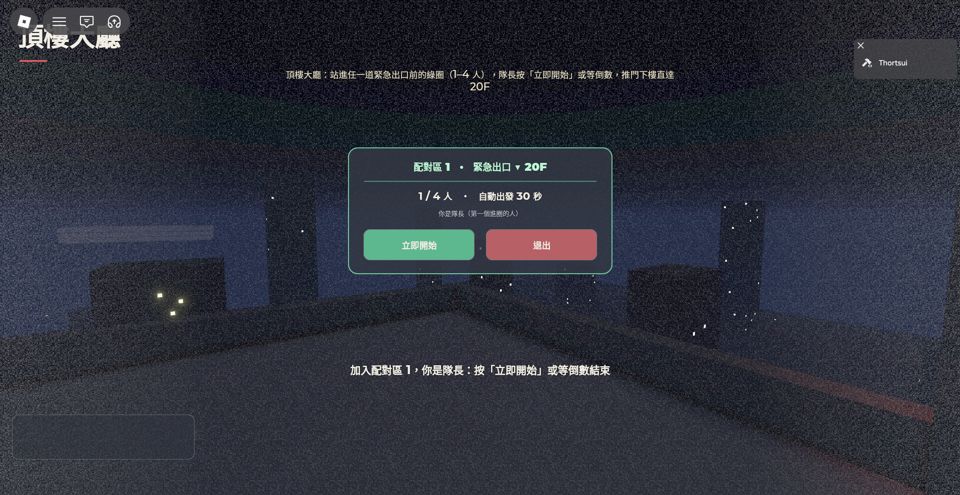 頂樓大廳
Thortsui
頂樓大廳：站進任一道緊急出口前的綠圈（1–4 人），隊長按「立即開始」或等倒數，推門下樓直達
20F
配對區 1 • 緊急出口 ▼ 20F
1 / 4 人 • 自動出發 30 秒
你是隊長（第一個進圈的人）
立即開始
退出
加入配對區 1，你是隊長：按「立即開始」或等倒數結束